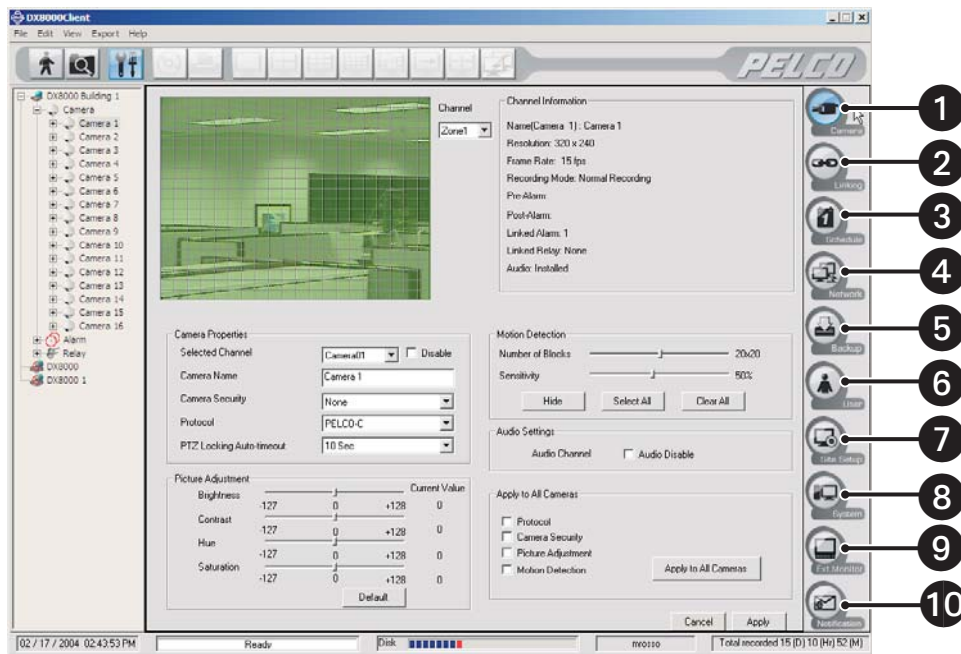 DX8000Client
File Edit View Export Help
PELCO
DX8000 Building 1
Camera
Camera 1
Camera 2
Camera 3
Camera 4
Camera 5
Camera 6
Camera 7
Camera 8
Camera 9
Camera 10
Camera 11
Camera 12
Camera 13
Camera 14
Camera 15
Camera 16
Alarm
Relay
DX8000
DX8000 1
Channel
Zone1
Channel Information
Name(Camera 1) : Camera 1
Resolution: 320 x 240
Frame Rate: 15 fps
Recording Mode: Normal Recording
Pre-Alarm:
Post-Alarm:
Linked Alarm: 1
Linked Relay: None
Audio: Installed
Camera Properties
Selected Channel Camera01 Disable
Camera Name Camera 1
Camera Security None
Protocol PELCO-C
PTZ Locking Auto-timeout 10 Sec
Picture Adjustment
Current Value
Brightness
-127 0 +128 0
Contrast
-127 0 +128 0
Hue
-127 0 +128 0
Saturation
-127 0 +128 0
Default
Motion Detection
Number of Blocks 20x20
Sensitivity 50%
Hide Select All Clear All
Audio Settings
Audio Channel Audio Disable
Apply to All Cameras
Protocol
Camera Security
Picture Adjustment
Motion Detection
Apply to All Cameras
Cancel Apply
Camera 1
Linking 2
Schedule 3
Network 4
Backup 5
User 6
Site Setup 7
System 8
Ext Monitor 9
Notification 10
02 / 17 / 2004 02:43:53 PM Ready Disk mrosso Total recorded 15 (D) 10 (Hr) 52 (M)